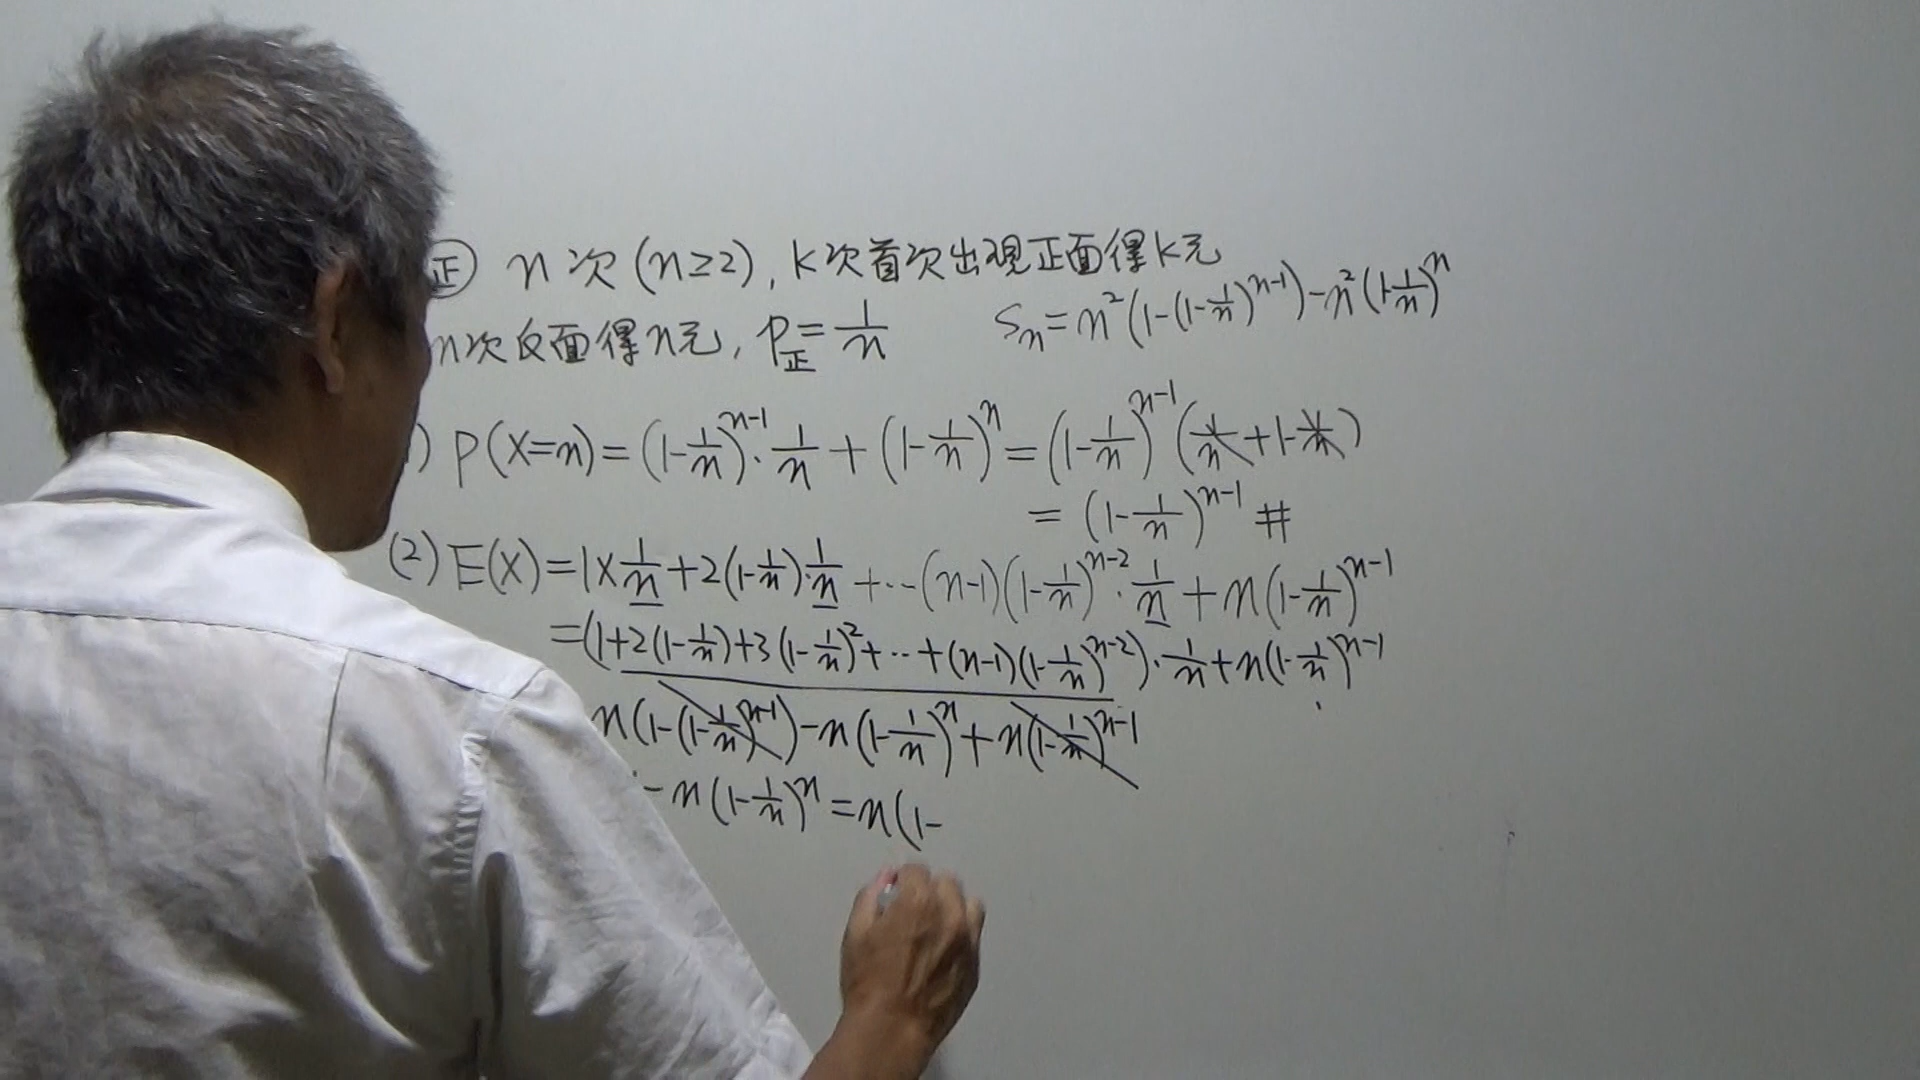 正 n次(n≥2), k次首次出現正面得k元
n次反面得n元, P正=1/n
Sn=n²(1-(1-1/n)^(n-1))-n²(1-1/n)^n
) P(X=n)=(1-1/n)^(n-1)·1/n+(1-1/n)^n=(1-1/n)^(n-1)(1/n+1-1/n)
=(1-1/n)^(n-1) #
(2) E(X)=1×1/n+2(1-1/n)·1/n+…(n-1)(1-1/n)^(n-2)·1/n+n(1-1/n)^(n-1)
=(1+2(1-1/n)+3(1-1/n)²+…+(n-1)(1-1/n)^(n-2))·1/n+n(1-1/n)^(n-1)
n(1-(1-1/n)^(n-1))-n(1-1/n)^n+n(1-1/n)^(n-1)
-n(1-1/n)^n=n(1-